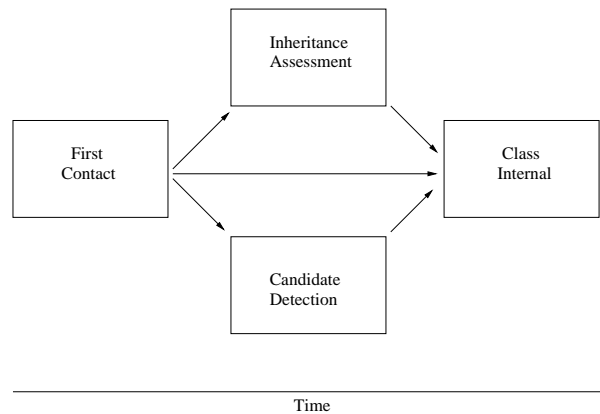 Inheritance
Assessment
First
Contact
Class
Internal
Candidate
Detection
Time